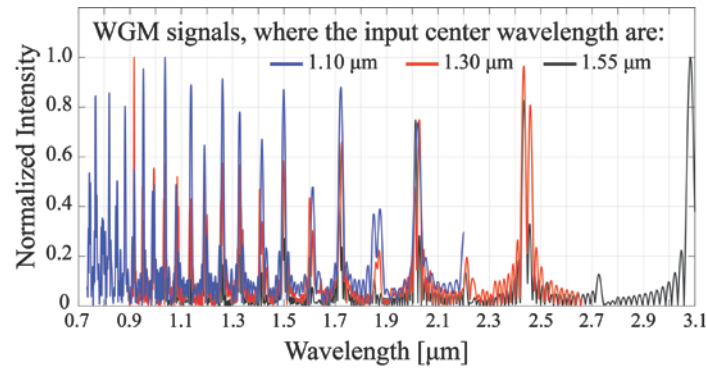 WGM signals, where the input center wavelength are:
1.10 μm 1.30 μm 1.55 μm
Normalized Intensity
1.0
0.8
0.6
0.4
0.2
0
0.7 0.9 1.1 1.3 1.5 1.7 1.9 2.1 2.3 2.5 2.7 2.9 3.1
Wavelength [μm]